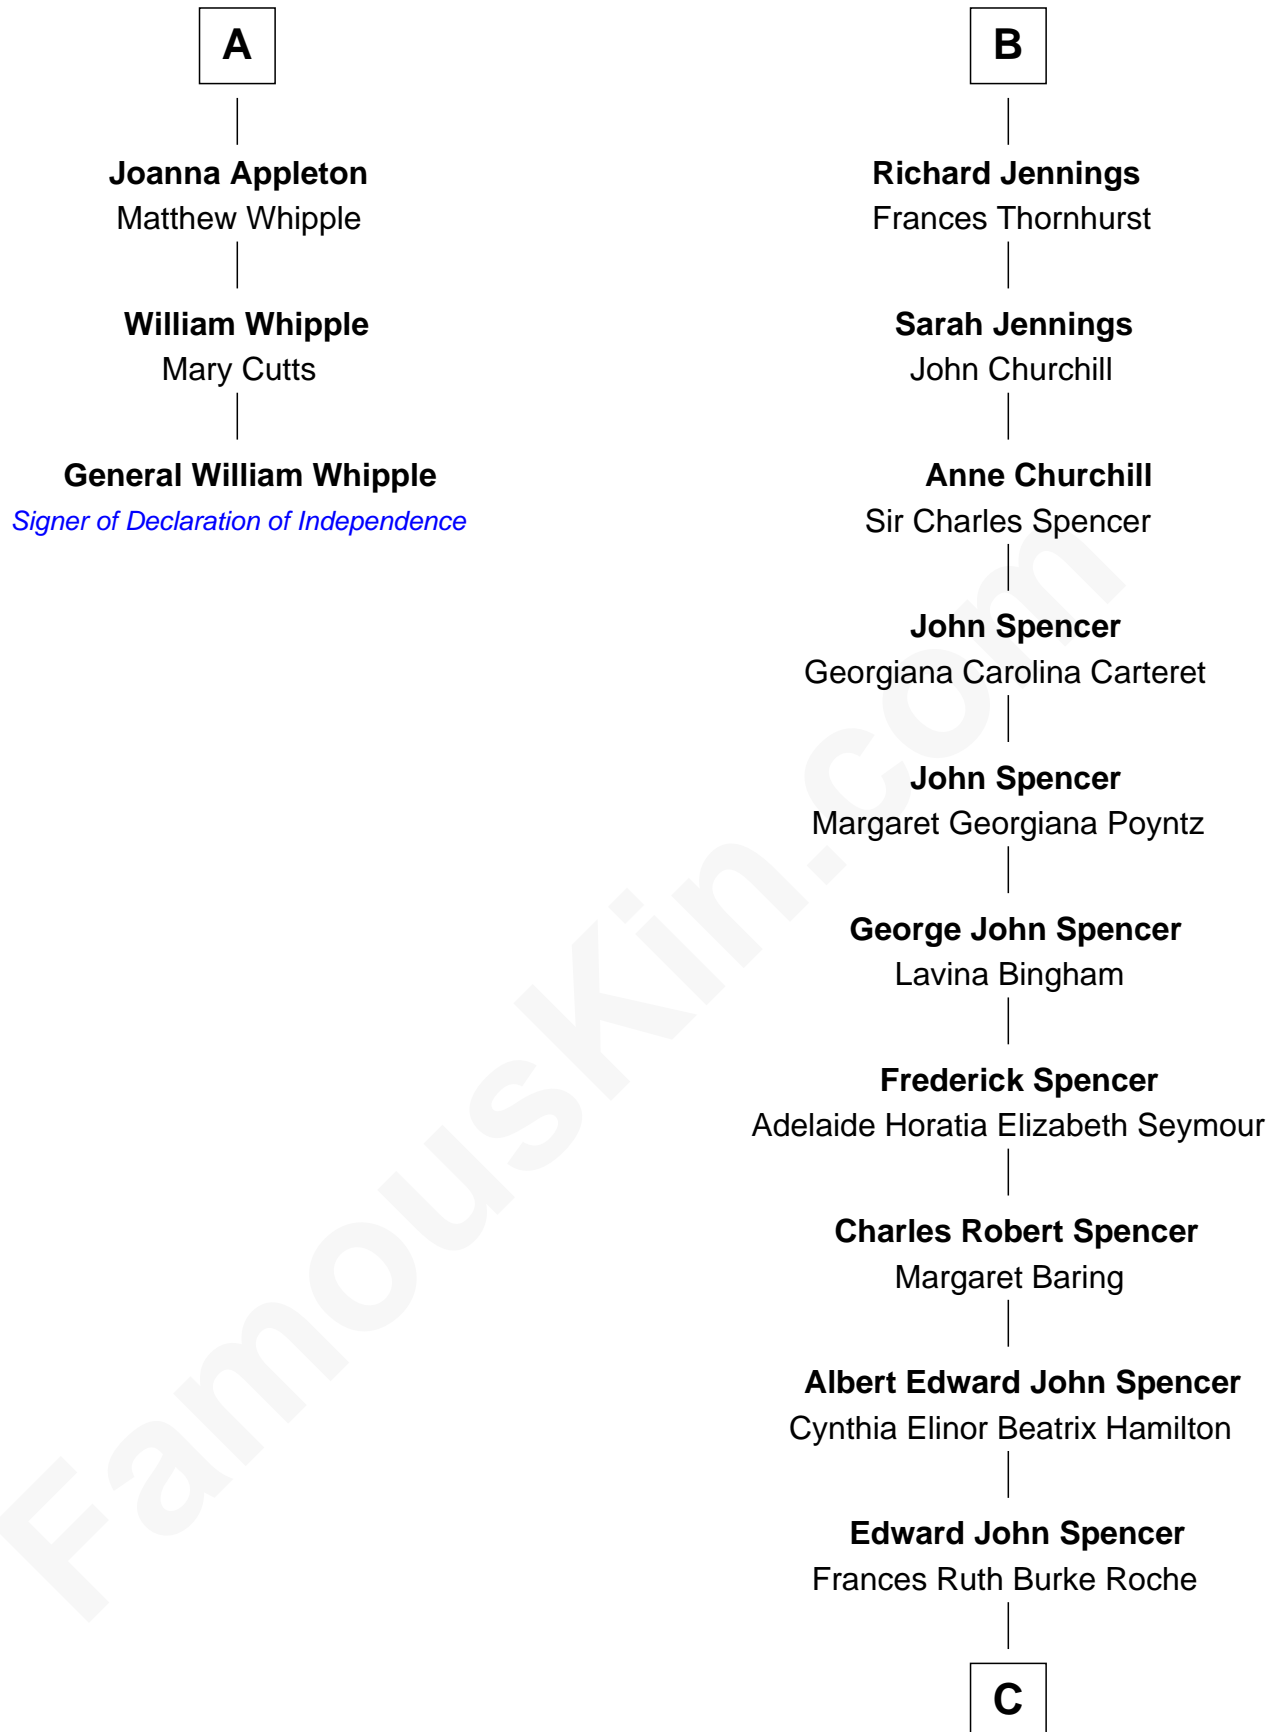 A
Joanna Appleton
Matthew Whipple
William Whipple
Mary Cutts
General William Whipple
Signer of Declaration of Independence
B
Richard Jennings
Frances Thornhurst
Sarah Jennings
John Churchill
Anne Churchill
Sir Charles Spencer
John Spencer
Georgiana Carolina Carteret
John Spencer
Margaret Georgiana Poyntz
George John Spencer
Lavina Bingham
Frederick Spencer
Adelaide Horatia Elizabeth Seymour
Charles Robert Spencer
Margaret Baring
Albert Edward John Spencer
Cynthia Elinor Beatrix Hamilton
Edward John Spencer
Frances Ruth Burke Roche
C
FamousKin.com